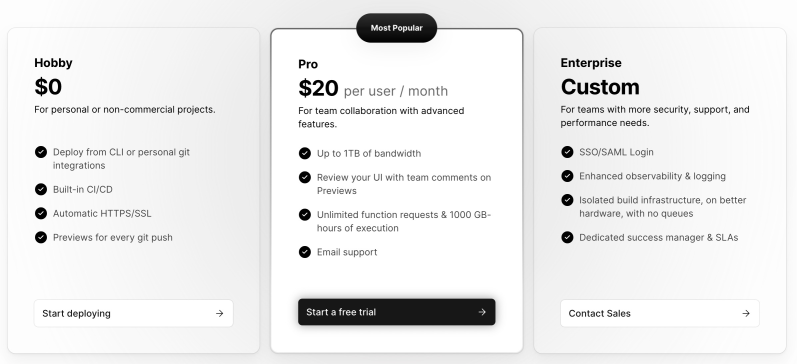 Hobby
$0
For personal or non-commercial projects.
Deploy from CLI or personal git
integrations
Built-in CI/CD
Automatic HTTPS/SSL
Previews for every git push
Start deploying
Most Popular
Pro
$20 per user / month
For team collaboration with advanced
features.
Up to 1TB of bandwidth
Review your UI with team comments on
Previews
Unlimited function requests & 1000 GB-
hours of execution
Email support
Start a free trial
Enterprise
Custom
For teams with more security, support, and
performance needs.
SSO/SAML Login
Enhanced observability & logging
Isolated build infrastructure, on better
hardware, with no queues
Dedicated success manager & SLAs
Contact Sales